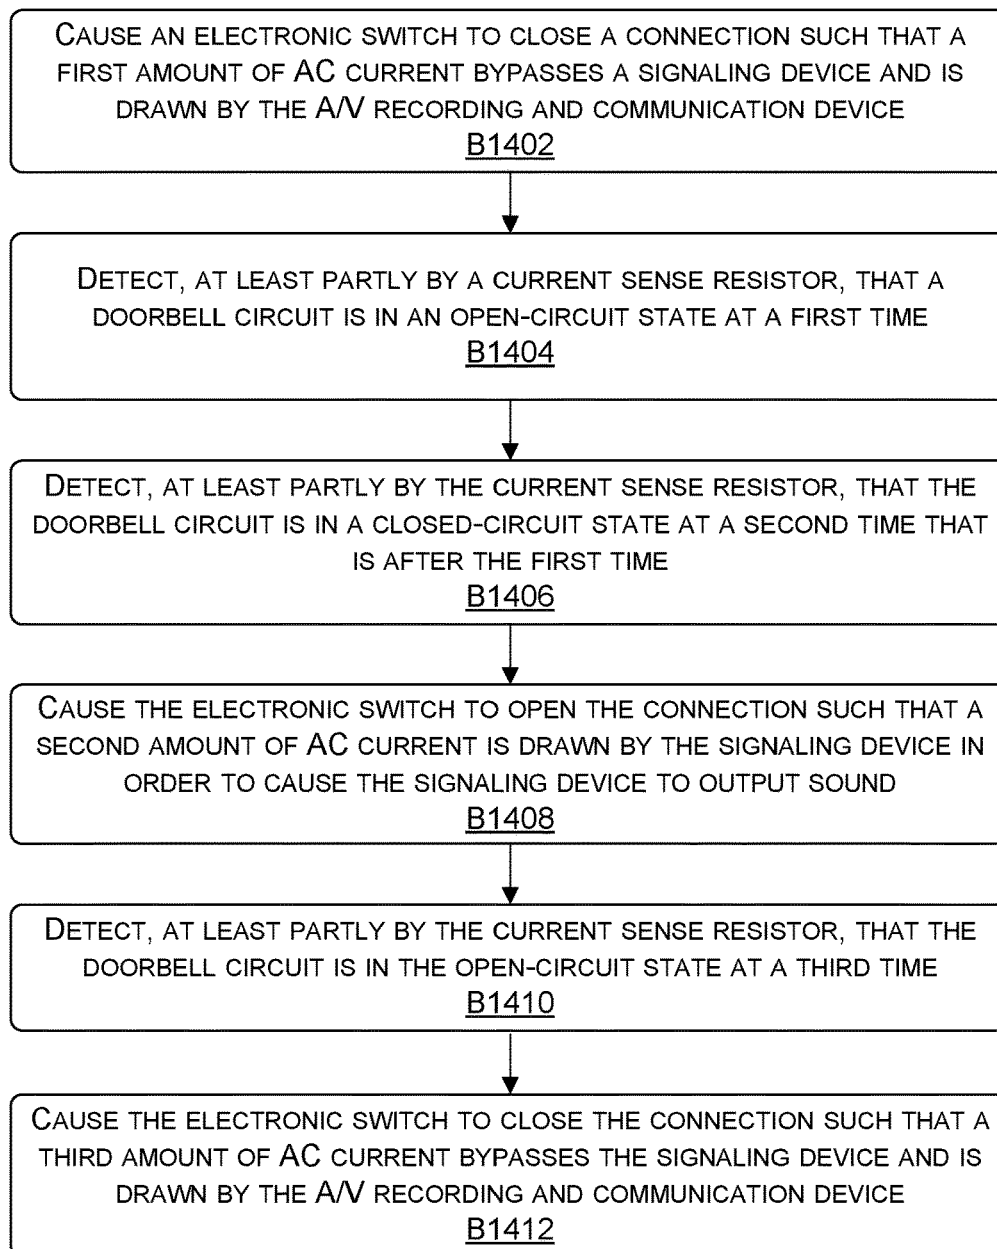 CAUSE AN ELECTRONIC SWITCH TO CLOSE A CONNECTION SUCH THAT A
FIRST AMOUNT OF AC CURRENT BYPASSES A SIGNALING DEVICE AND IS
DRAWN BY THE A/V RECORDING AND COMMUNICATION DEVICE
B1402
DETECT, AT LEAST PARTLY BY A CURRENT SENSE RESISTOR, THAT A
DOORBELL CIRCUIT IS IN AN OPEN-CIRCUIT STATE AT A FIRST TIME
B1404
DETECT, AT LEAST PARTLY BY THE CURRENT SENSE RESISTOR, THAT THE
DOORBELL CIRCUIT IS IN A CLOSED-CIRCUIT STATE AT A SECOND TIME THAT
IS AFTER THE FIRST TIME
B1406
CAUSE THE ELECTRONIC SWITCH TO OPEN THE CONNECTION SUCH THAT A
SECOND AMOUNT OF AC CURRENT IS DRAWN BY THE SIGNALING DEVICE IN
ORDER TO CAUSE THE SIGNALING DEVICE TO OUTPUT SOUND
B1408
DETECT, AT LEAST PARTLY BY THE CURRENT SENSE RESISTOR, THAT THE
DOORBELL CIRCUIT IS IN THE OPEN-CIRCUIT STATE AT A THIRD TIME
B1410
CAUSE THE ELECTRONIC SWITCH TO CLOSE THE CONNECTION SUCH THAT A
THIRD AMOUNT OF AC CURRENT BYPASSES THE SIGNALING DEVICE AND IS
DRAWN BY THE A/V RECORDING AND COMMUNICATION DEVICE
B1412